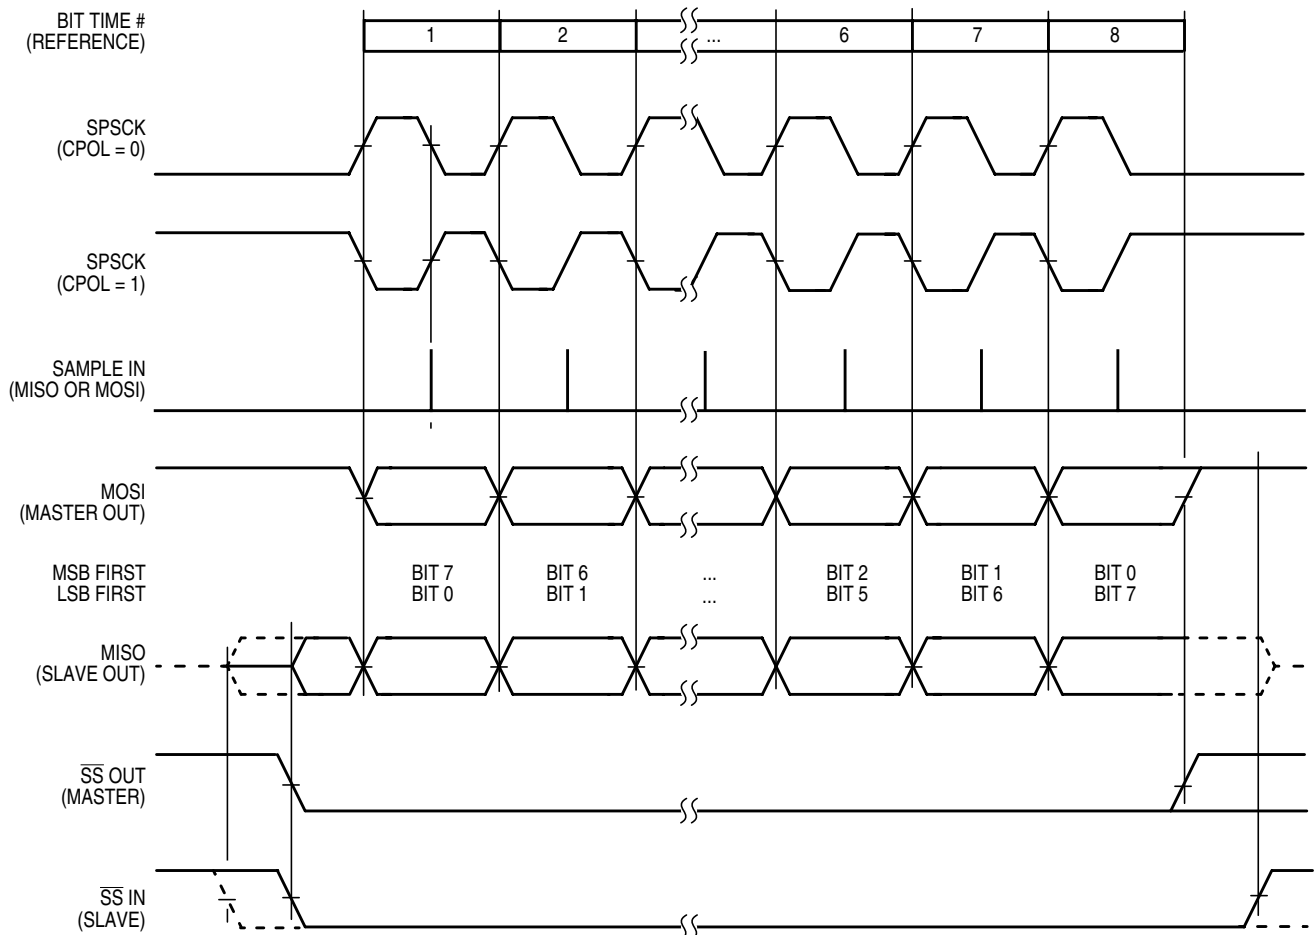 BIT TIME #
(REFERENCE)
1 2 ... 6 7 8
SPSCK
(CPOL = 0)
SPSCK
(CPOL = 1)
SAMPLE IN
(MISO OR MOSI)
MOSI
(MASTER OUT)
MSB FIRST BIT 7 BIT 6 ... BIT 2 BIT 1 BIT 0
LSB FIRST BIT 0 BIT 1 ... BIT 5 BIT 6 BIT 7
MISO
(SLAVE OUT)
S̅S̅ OUT
(MASTER)
S̅S̅ IN
(SLAVE)